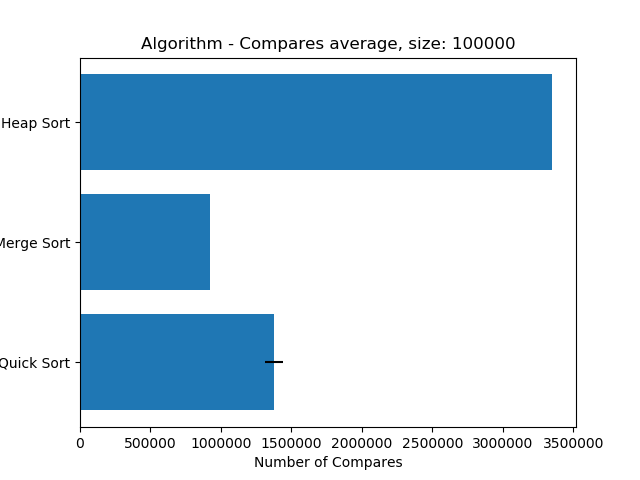 Algorithm - Compares average, size: 100000
Heap Sort
Merge Sort
Quick Sort
0 500000 1000000 1500000 2000000 2500000 3000000 3500000
Number of Compares